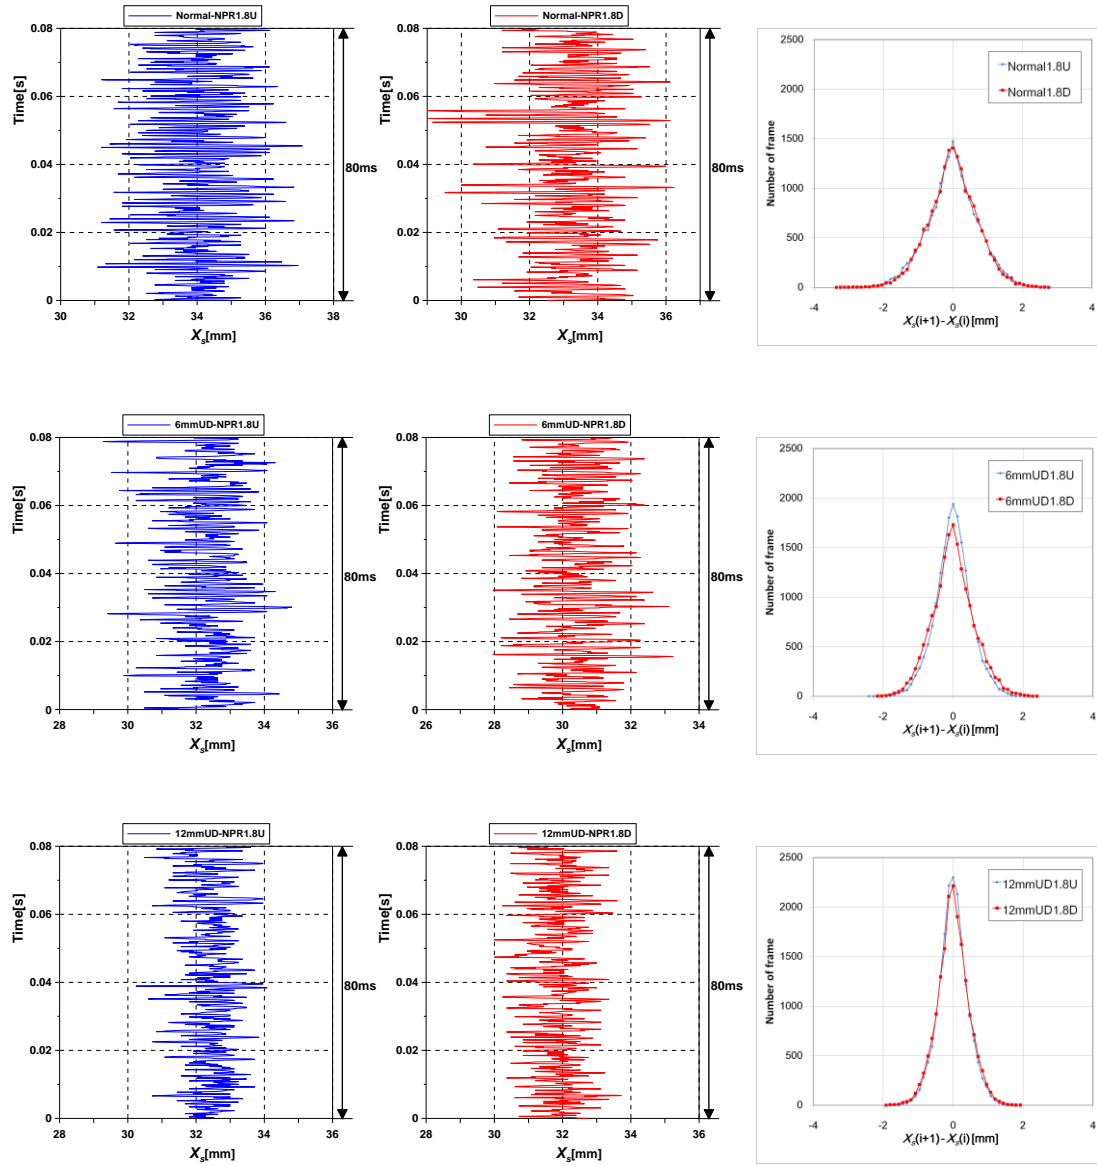 Normal-NPR1.8U
0.08
0.06
0.04
0.02
0
Time[s]
80ms
30 32 34 36 38
Xs[mm]
Normal-NPR1.8D
0.08
0.06
0.04
0.02
0
Time[s]
80ms
30 32 34 36 38
Xs[mm]
2500
2000
1500
1000
500
0
Number of frame
Normal1.8U
Normal1.8D
-4 -2 0 2 4
Xs(i+1)-Xs(i)[mm]
6mmUD-NPR1.8U
0.08
0.06
0.04
0.02
0
Time[s]
80ms
28 30 32 34 36
Xs[mm]
6mmUD-NPR1.8D
0.08
0.06
0.04
0.02
0
Time[s]
80ms
26 28 30 32 34
Xs[mm]
2500
2000
1500
1000
500
0
Number of frame
6mmUD1.8U
6mmUD1.8D
-4 -2 0 2 4
Xs(i+1)-Xs(i)[mm]
12mmUD-NPR1.8U
0.08
0.06
0.04
0.02
0
Time[s]
80ms
28 30 32 34 36
Xs[mm]
12mmUD-NPR1.8D
0.08
0.06
0.04
0.02
0
Time[s]
80ms
28 30 32 34 36
Xs[mm]
2500
2000
1500
1000
500
0
Number of frame
12mmUD1.8U
12mmUD1.8D
-4 -2 0 2 4
Xs(i+1)-Xs(i)[mm]